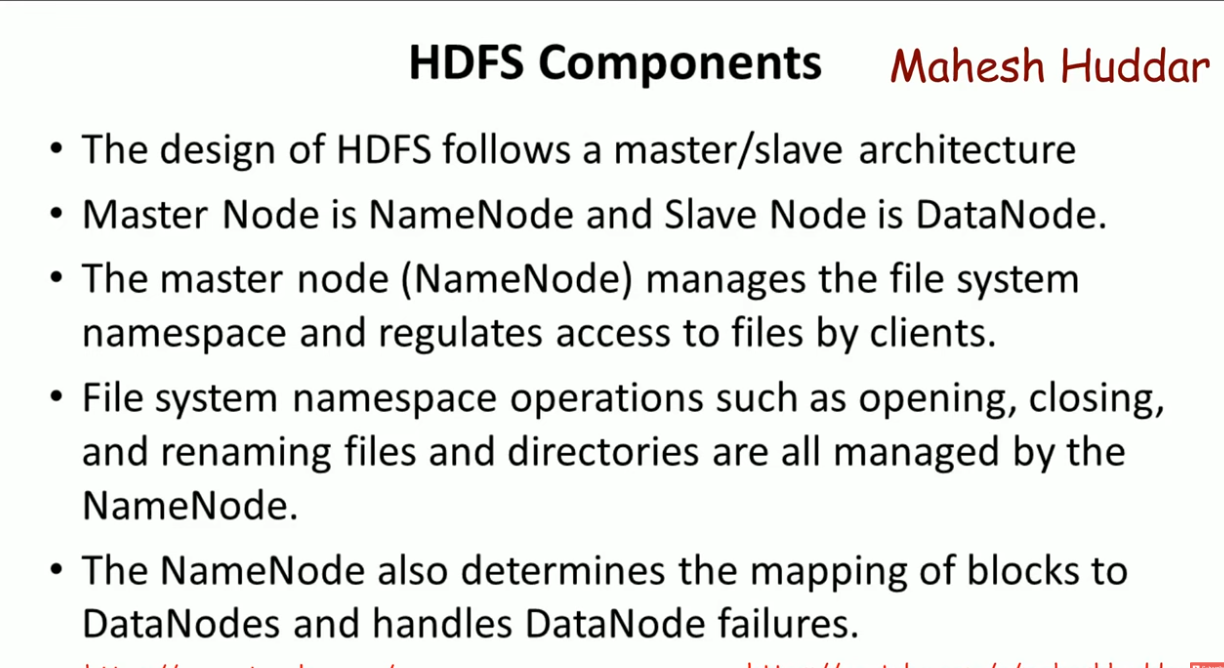 HDFS Components Mahesh Huddar
• The design of HDFS follows a master/slave architecture
• Master Node is NameNode and Slave Node is DataNode.
• The master node (NameNode) manages the file system
namespace and regulates access to files by clients.
• File system namespace operations such as opening, closing,
and renaming files and directories are all managed by the
NameNode.
• The NameNode also determines the mapping of blocks to
DataNodes and handles DataNode failures.